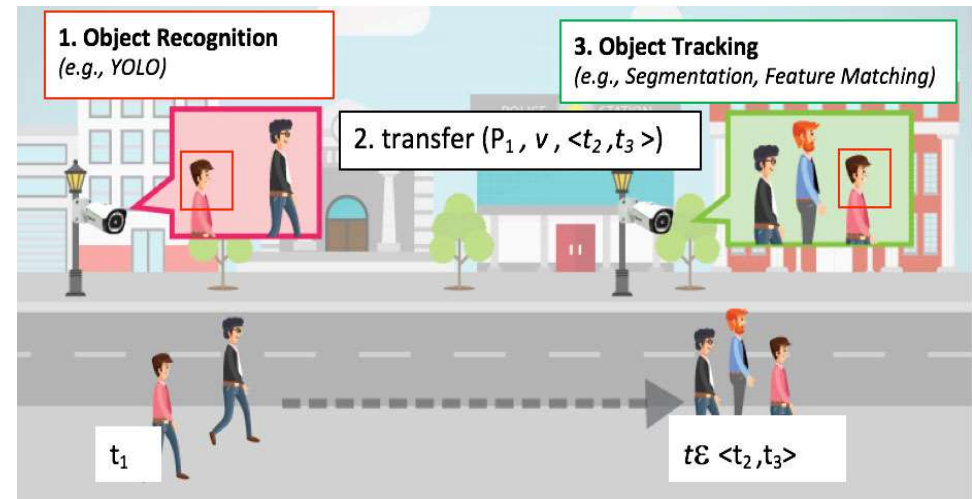 1. Object Recognition
(e.g., YOLO)
3. Object Tracking
(e.g., Segmentation, Feature Matching)
POLICE STATION
2. transfer (P₁ , v , <t₂ ,t₃ >)
t₁
tƐ <t₂ ,t₃>